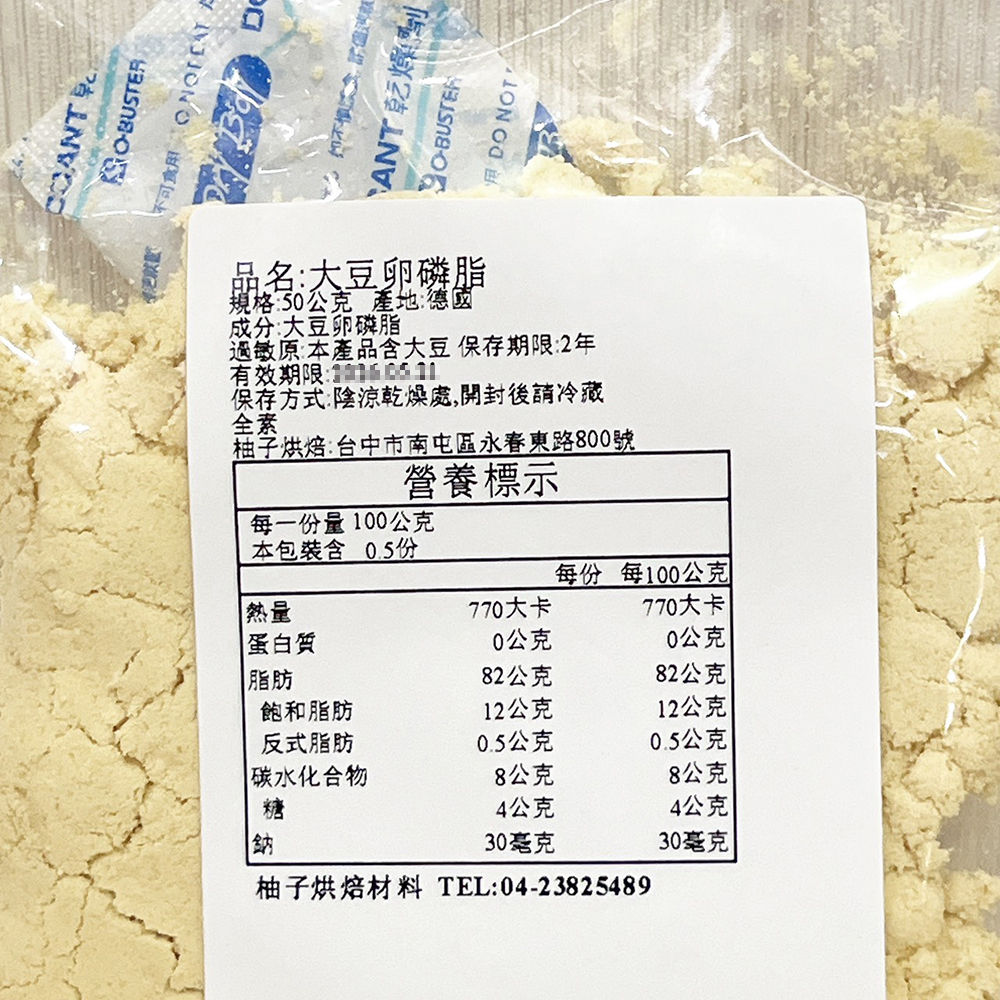 DO NOT EAT
O-BUSTER
乾燥劑
O-BUSTER
DO NOT
品名:大豆卵磷脂
規格:50公克 產地:德國
成分:大豆卵磷脂
過敏原:本產品含大豆 保存期限:2年
有效期限:
保存方式:陰涼乾燥處,開封後請冷藏
全素
柚子烘焙:台中市南屯區永春東路800號
營養標示
每一份量 100公克
本包裝含 0.5份
每份 每100公克
熱量 770大卡 770大卡
蛋白質 0公克 0公克
脂肪 82公克 82公克
飽和脂肪 12公克 12公克
反式脂肪 0.5公克 0.5公克
碳水化合物 8公克 8公克
糖 4公克 4公克
鈉 30毫克 30毫克
柚子烘焙材料 TEL:04-23825489